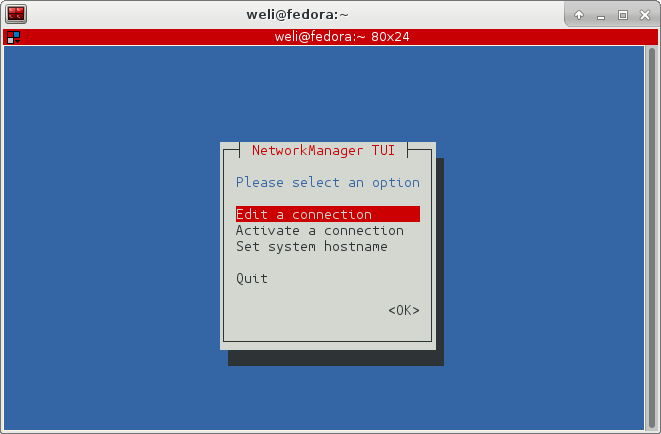 weli@fedora:~
weli@fedora:~ 80x24
NetworkManager TUI
Please select an option
Edit a connection
Activate a connection
Set system hostname
Quit
<OK>